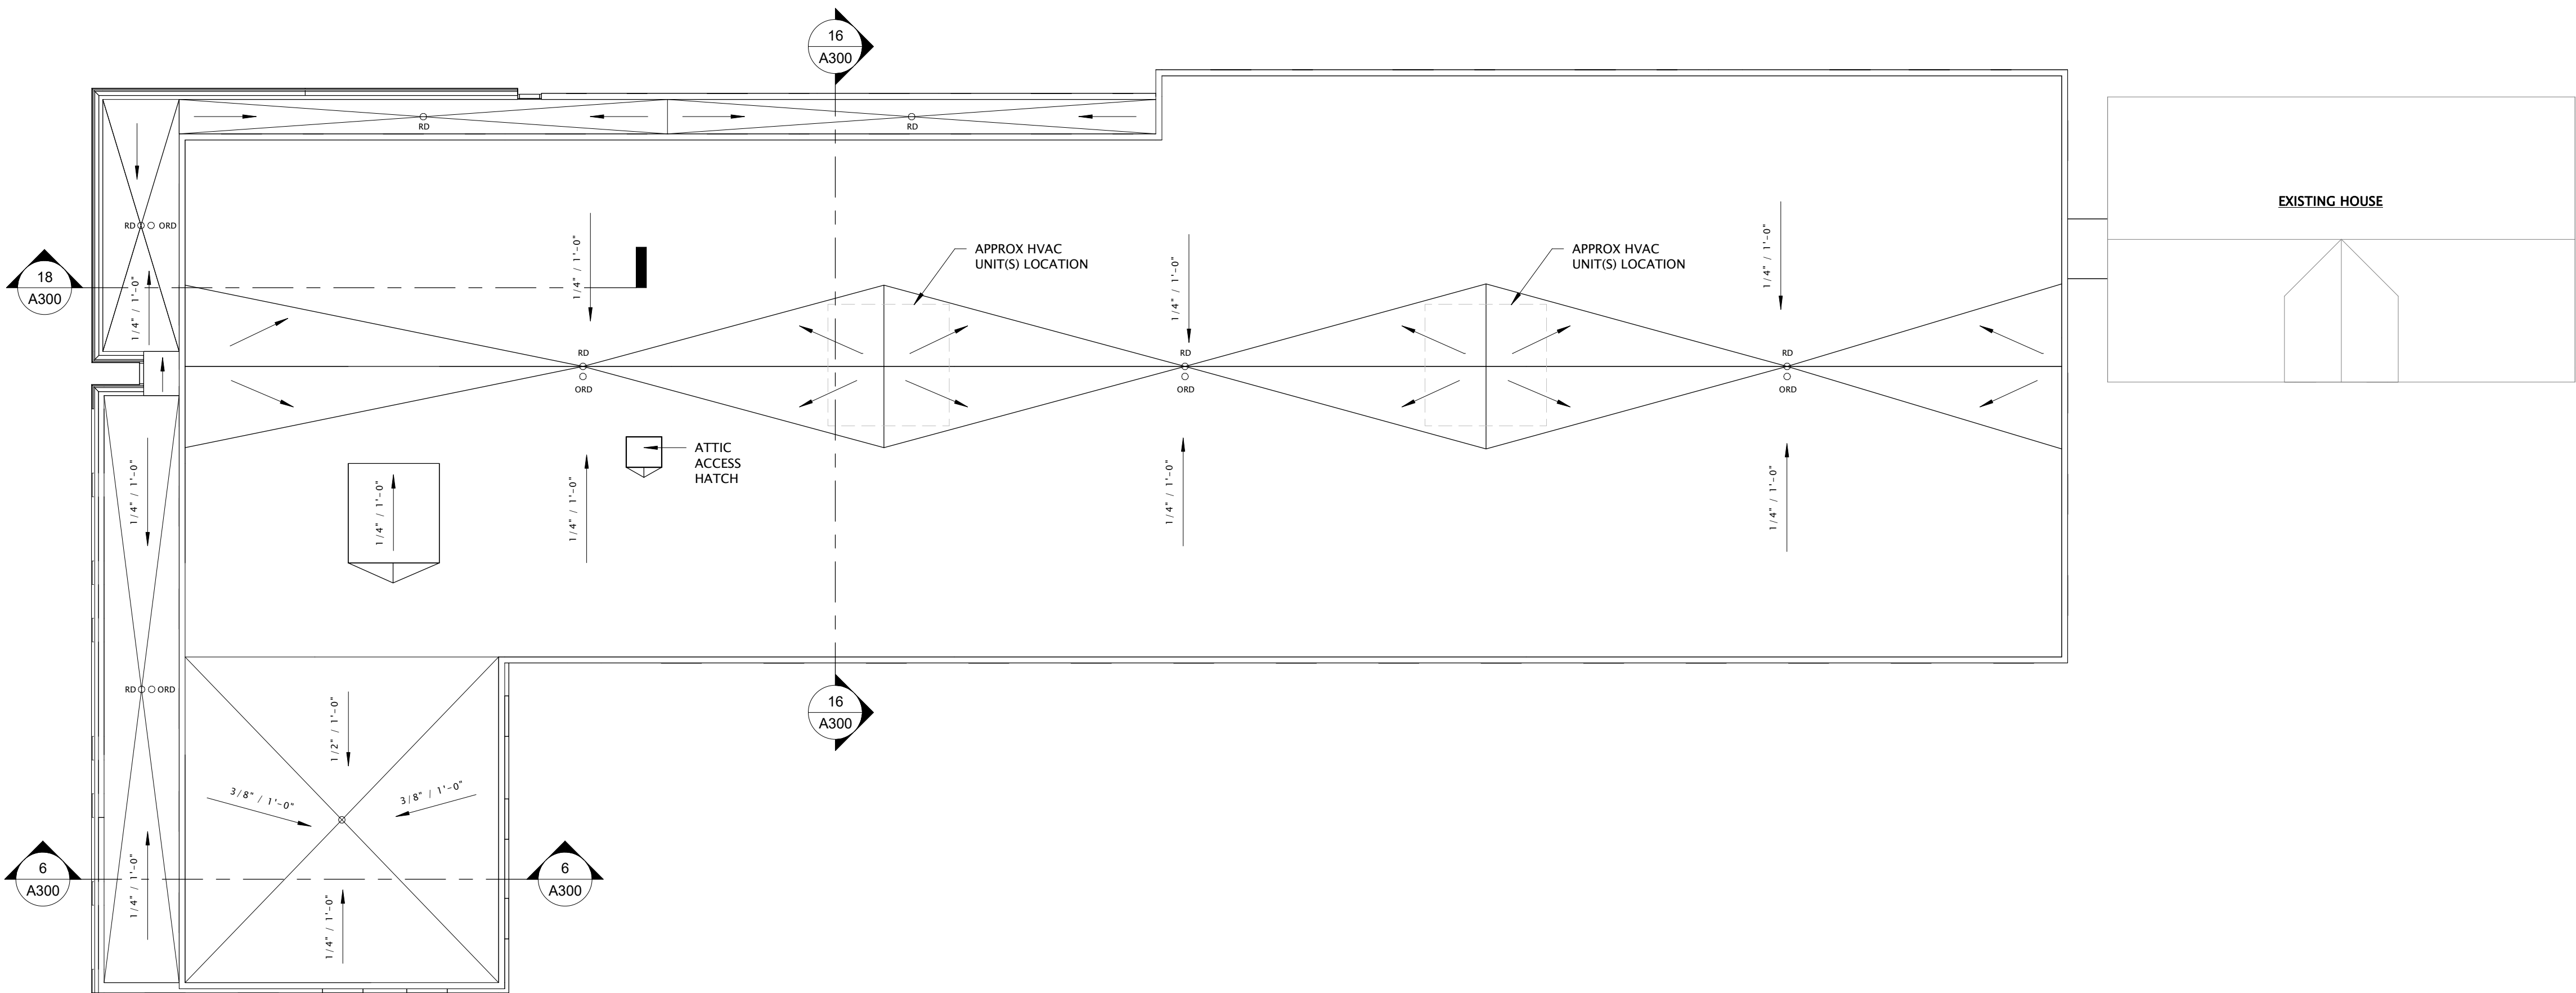 16
A300
RD
RD
EXISTING HOUSE
RD
ORD
1/4" / 1'-0"
1/4" / 1'-0"
APPROX HVAC
UNIT(S) LOCATION
1/4" / 1'-0"
APPROX HVAC
UNIT(S) LOCATION
1/4" / 1'-0"
18
A300
1/4" / 1'-0"
RD
ORD
RD
ORD
RD
ORD
ATTIC
ACCESS
HATCH
1/4" / 1'-0"
1/4" / 1'-0"
1/4" / 1'-0"
1/4" / 1'-0"
1/4" / 1'-0"
RD
ORD
16
A300
1/2" / 1'-0"
3/8" / 1'-0"
3/8" / 1'-0"
6
A300
1/4" / 1'-0"
1/4" / 1'-0"
6
A300